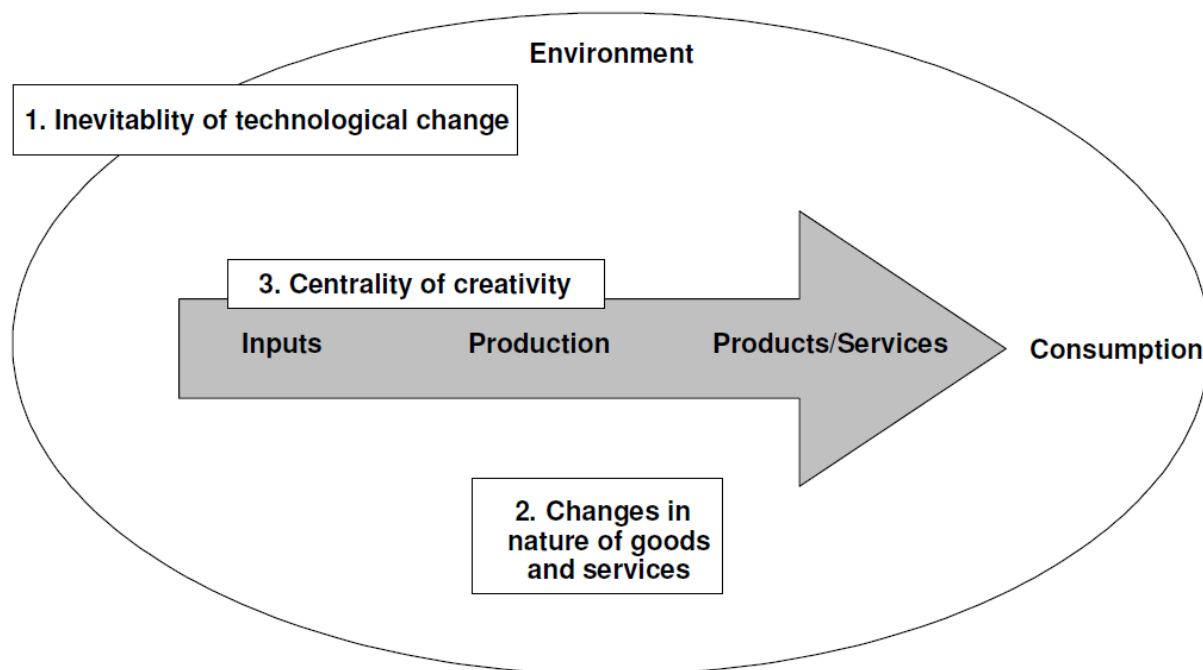 Environment
1. Inevitablity of technological change
3. Centrality of creativity
Inputs
Production
Products/Services
Consumption
2. Changes in
nature of goods
and services